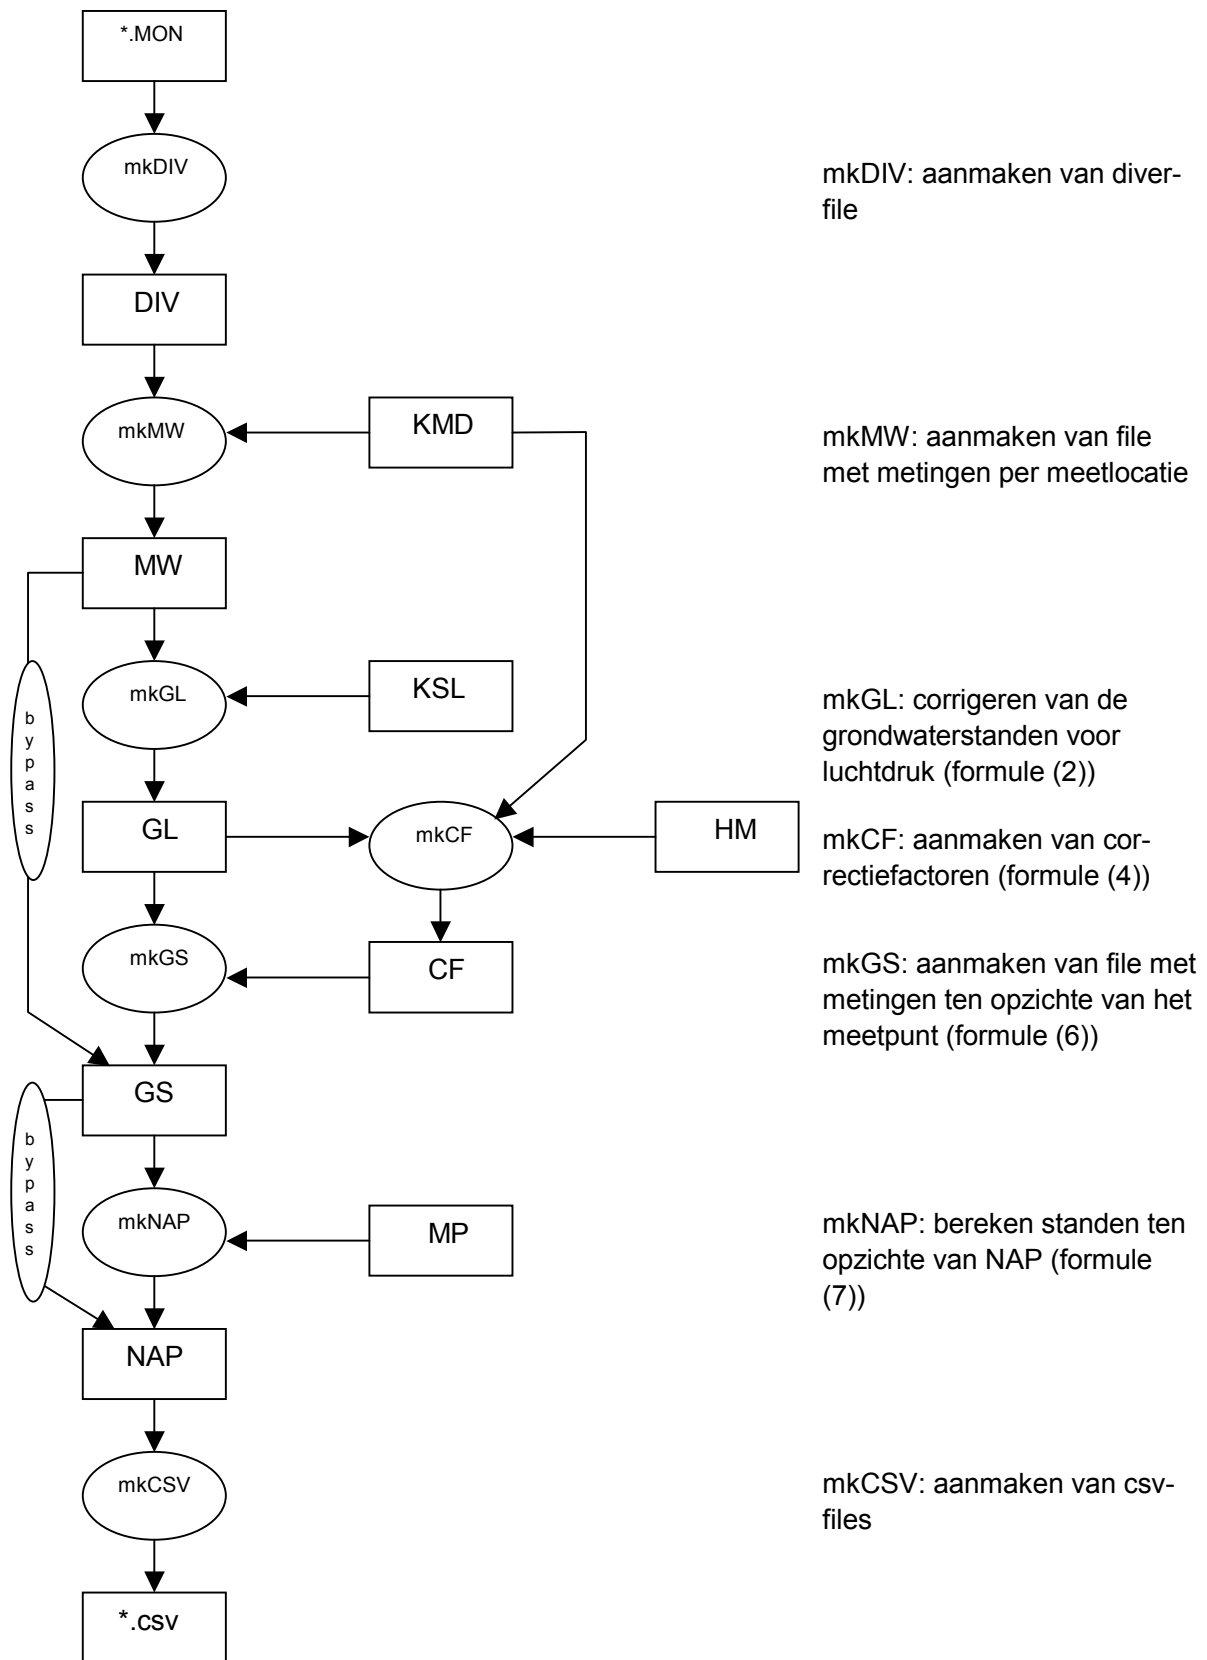 *.MON
mkDIV
mkDIV: aanmaken van diver-
file
DIV
mkMW
KMD
mkMW: aanmaken van file
met metingen per meetlocatie
MW
bypass
mkGL
KSL
mkGL: corrigeren van de
grondwaterstanden voor
luchtdruk (formule (2))
GL
mkCF
HM
mkCF: aanmaken van cor-
rectiefactoren (formule (4))
mkGS
CF
mkGS: aanmaken van file met
metingen ten opzichte van het
meetpunt (formule (6))
GS
bypass
mkNAP
MP
mkNAP: bereken standen ten
opzichte van NAP (formule
(7))
NAP
mkCSV
mkCSV: aanmaken van csv-
files
*.csv